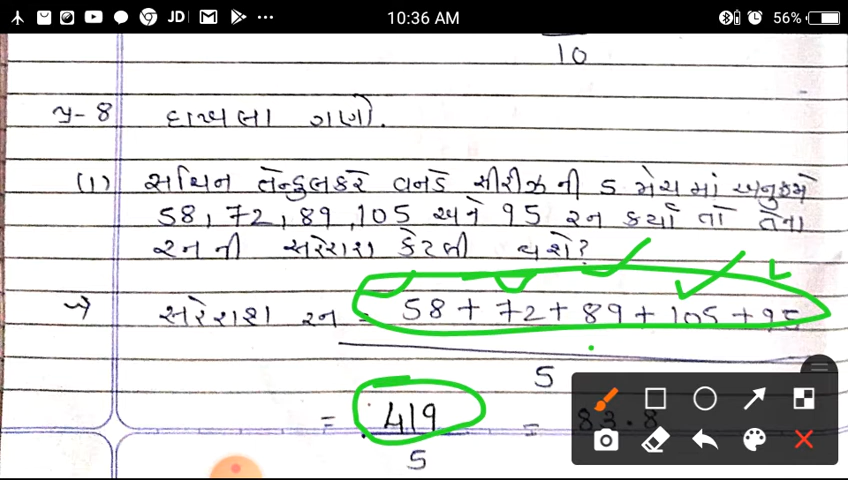 JD
10:36 AM
56%
10
પ્ર-8 દાખલા ગણો.
(1) સચિન તેન્ડુલકરે વનડે સીરીઝની 5 મેચમાં અનુક્રમે
58, 72, 89, 105 અને 95 રન કર્યા તો તેના
રનની સરેરાશ કેટલી થશે?
→ સરેરાશ રન = 58 + 72 + 89 + 105 + 95
5
= 419 = 83.8
5